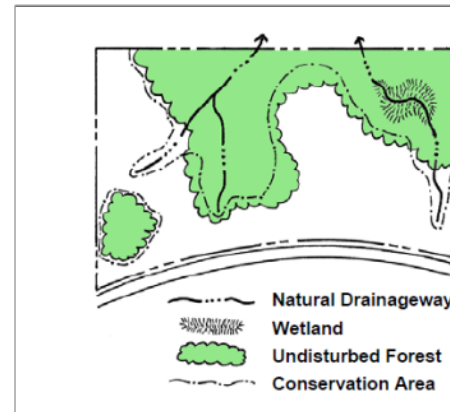 Natural Drainageway
Wetland
Undisturbed Forest
Conservation Area